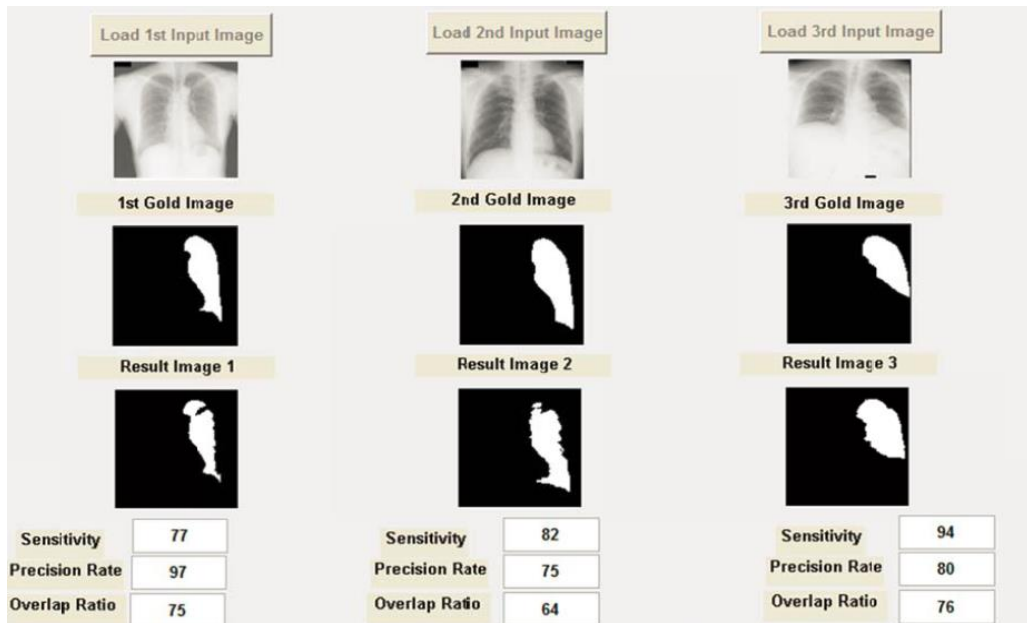 Load 1st Input Image
Load 2nd Input Image
Load 3rd Input Image
1st Gold Image
2nd Gold Image
3rd Gold Image
Result Image 1
Result Image 2
Result Image 3
Sensitivity 77
Sensitivity 82
Sensitivity 94
Precision Rate 97
Precision Rate 75
Precision Rate 80
Overlap Ratio 75
Overlap Ratio 64
Overlap Ratio 76